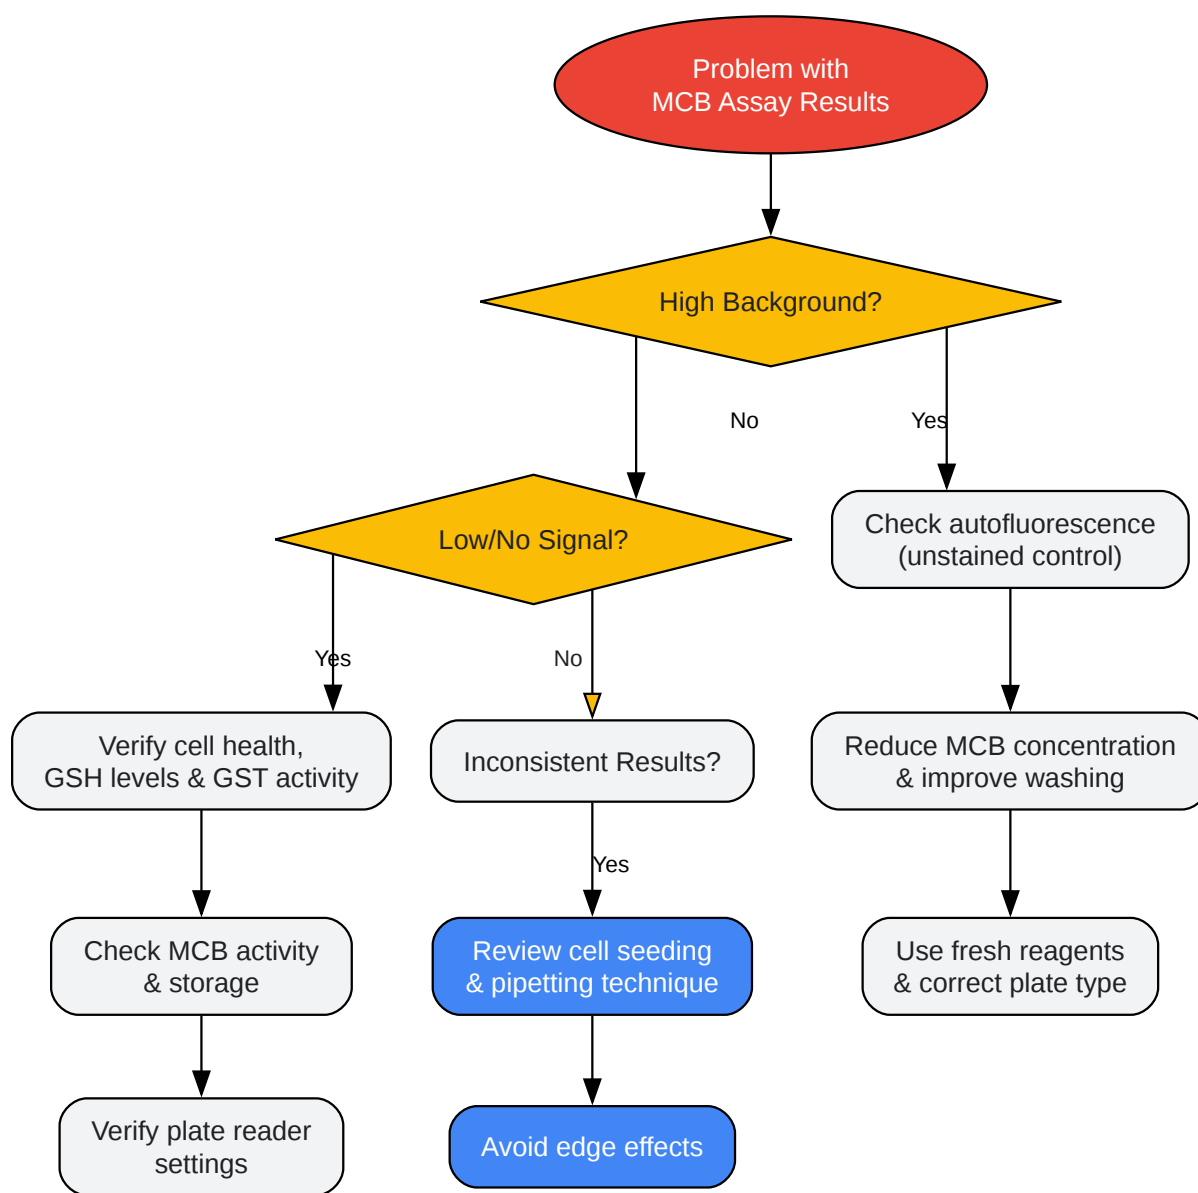 Problem with
MCB Assay Results
High Background?
No
Yes
Low/No Signal?
Check autofluorescence
(unstained control)
Yes
No
Verify cell health,
GSH levels & GST activity
Inconsistent Results?
Reduce MCB concentration
& improve washing
Yes
Check MCB activity
& storage
Review cell seeding
& pipetting technique
Use fresh reagents
& correct plate type
Verify plate reader
settings
Avoid edge effects